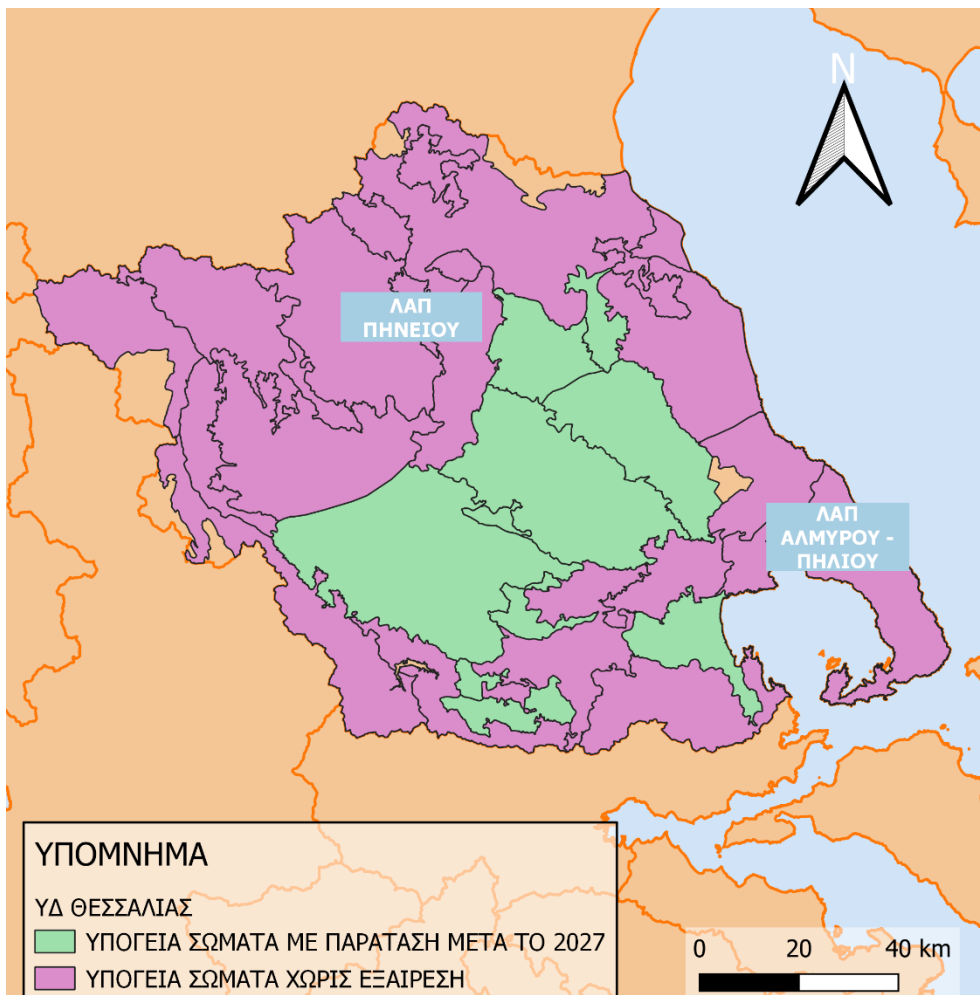 N
ΛΑΠ
ΠΗΝΕΙΟΥ
ΛΑΠ
ΑΛΜΥΡΟΥ -
ΠΗΛΙΟΥ
ΥΠΟΜΝΗΜΑ
ΥΔ ΘΕΣΣΑΛΙΑΣ
ΥΠΟΓΕΙΑ ΣΩΜΑΤΑ ΜΕ ΠΑΡΑΤΑΣΗ ΜΕΤΑ ΤΟ 2027
ΥΠΟΓΕΙΑ ΣΩΜΑΤΑ ΧΩΡΙΣ ΕΞΑΙΡΕΣΗ
0 20 40 km